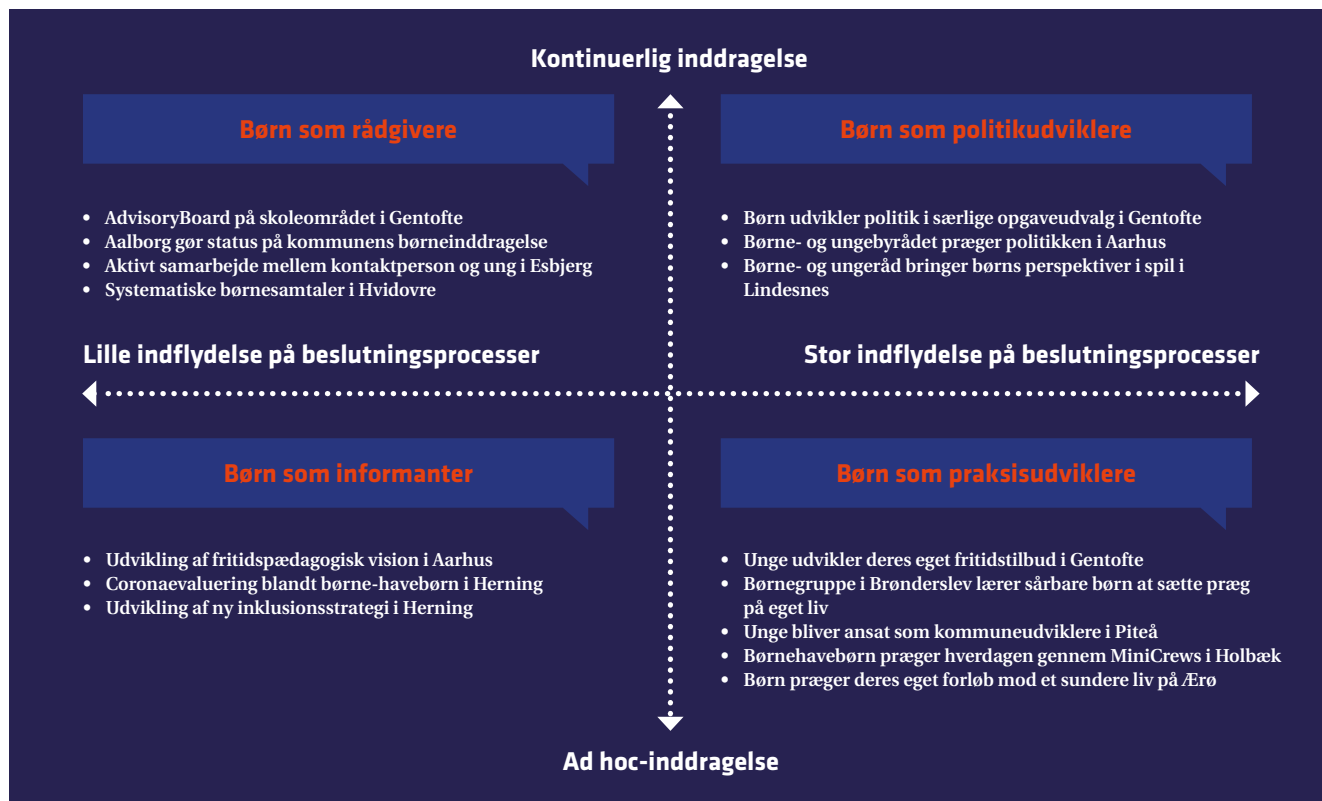 Kontinuerlig inddragelse
Børn som rådgivere
• AdvisoryBoard på skoleområdet i Gentofte
• Aalborg gør status på kommunens børneinddragelse
• Aktivt samarbejde mellem kontaktperson og ung i Esbjerg
• Systematiske børnesamtaler i Hvidovre
Børn som politikudviklere
• Børn udvikler politik i særlige opgaveudvalg i Gentofte
• Børne- og ungebyrådet præger politikken i Aarhus
• Børne- og ungeråd bringer børns perspektiver i spil i
Lindesnes
Lille indflydelse på beslutningsprocesser
Stor indflydelse på beslutningsprocesser
Børn som informanter
• Udvikling af fritidspædagogisk vision i Aarhus
• Coronaevaluering blandt børne-havebørn i Herning
• Udvikling af ny inklusionsstrategi i Herning
Børn som praksisudviklere
• Unge udvikler deres eget fritidstilbud i Gentofte
• Børnegruppe i Brønderslev lærer sårbare børn at sætte præg
på eget liv
• Unge bliver ansat som kommuneudviklere i Piteå
• Børnehavebørn præger hverdagen gennem MiniCrews i Holbæk
• Børn præger deres eget forløb mod et sundere liv på Ærø
Ad hoc-inddragelse